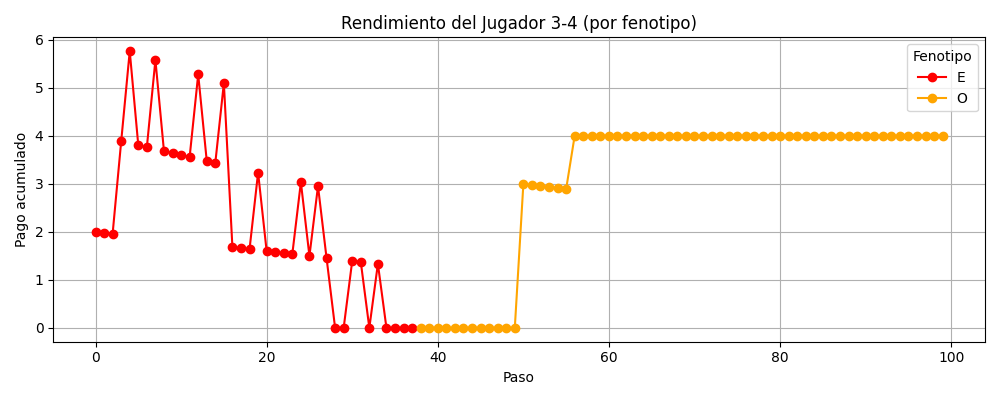 Rendimiento del Jugador 3-4 (por fenotipo)
Pago acumulado
6
5
4
3
2
1
0
Fenotipo
E
O
0 20 40 60 80 100
Paso